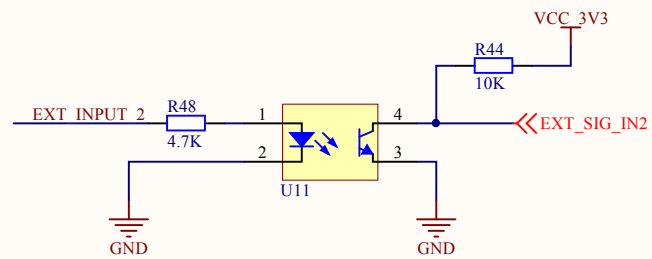 VCC_3V3
R44
10K
EXT_INPUT_2
R48
4.7K
1
2
4
3
EXT_SIG_IN2
U11
GND
GND